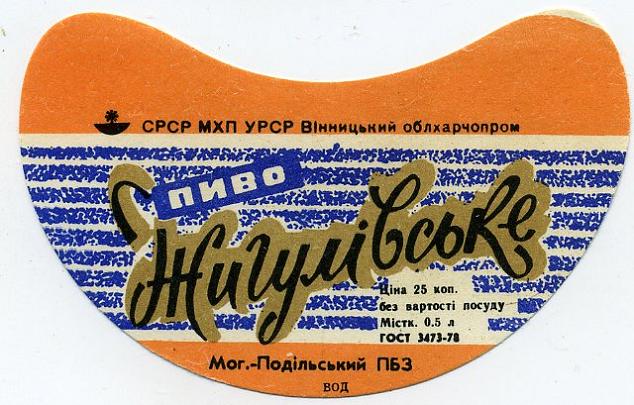 СРСР МХП УРСР Вінницький облхарчопром
пиво
Жигулівське
Ціна 25 коп.
без вартості посуду
Містк. 0.5 л
ГОСТ 3473-78
Мог.-Подільський ПБЗ
ВОД